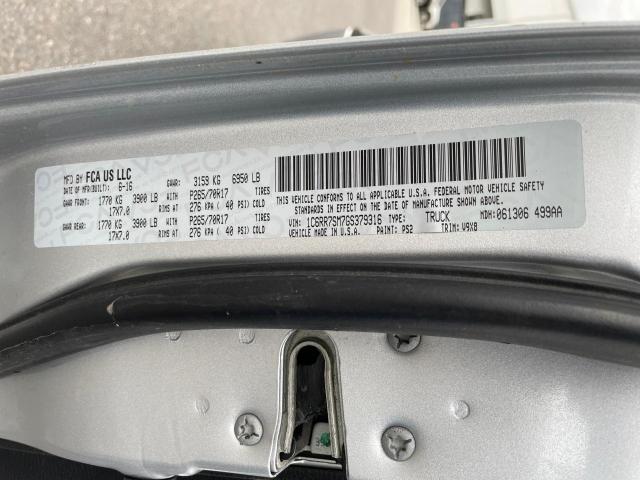 MFD BY FCA US LLC
DATE OF MFR(BUILT): 6-16 GVWR: 3153 KG 6950 LB
GAWR FRONT: 1770 KG 3900 LB WITH P265/70R17 TIRES
17X7.0 RIMS AT 276 KPA ( 40 PSI) COLD
GAWR REAR: 1770 KG 3900 LB WITH P265/70R17 TIRES
17X7.0 RIMS AT 276 KPA ( 40 PSI) COLD
THIS VEHICLE CONFORMS TO ALL APPLICABLE U.S.A. FEDERAL MOTOR VEHICLE SAFETY
STANDARDS IN EFFECT ON THE DATE OF MANUFACTURE SHOWN ABOVE.
VIN: 1C6RR7SM7GS379316 TYPE: TRUCK MDH:061306 499AA
VEHICLE MADE IN U.S.A. PAINT: PS2 TRIM: V9X8